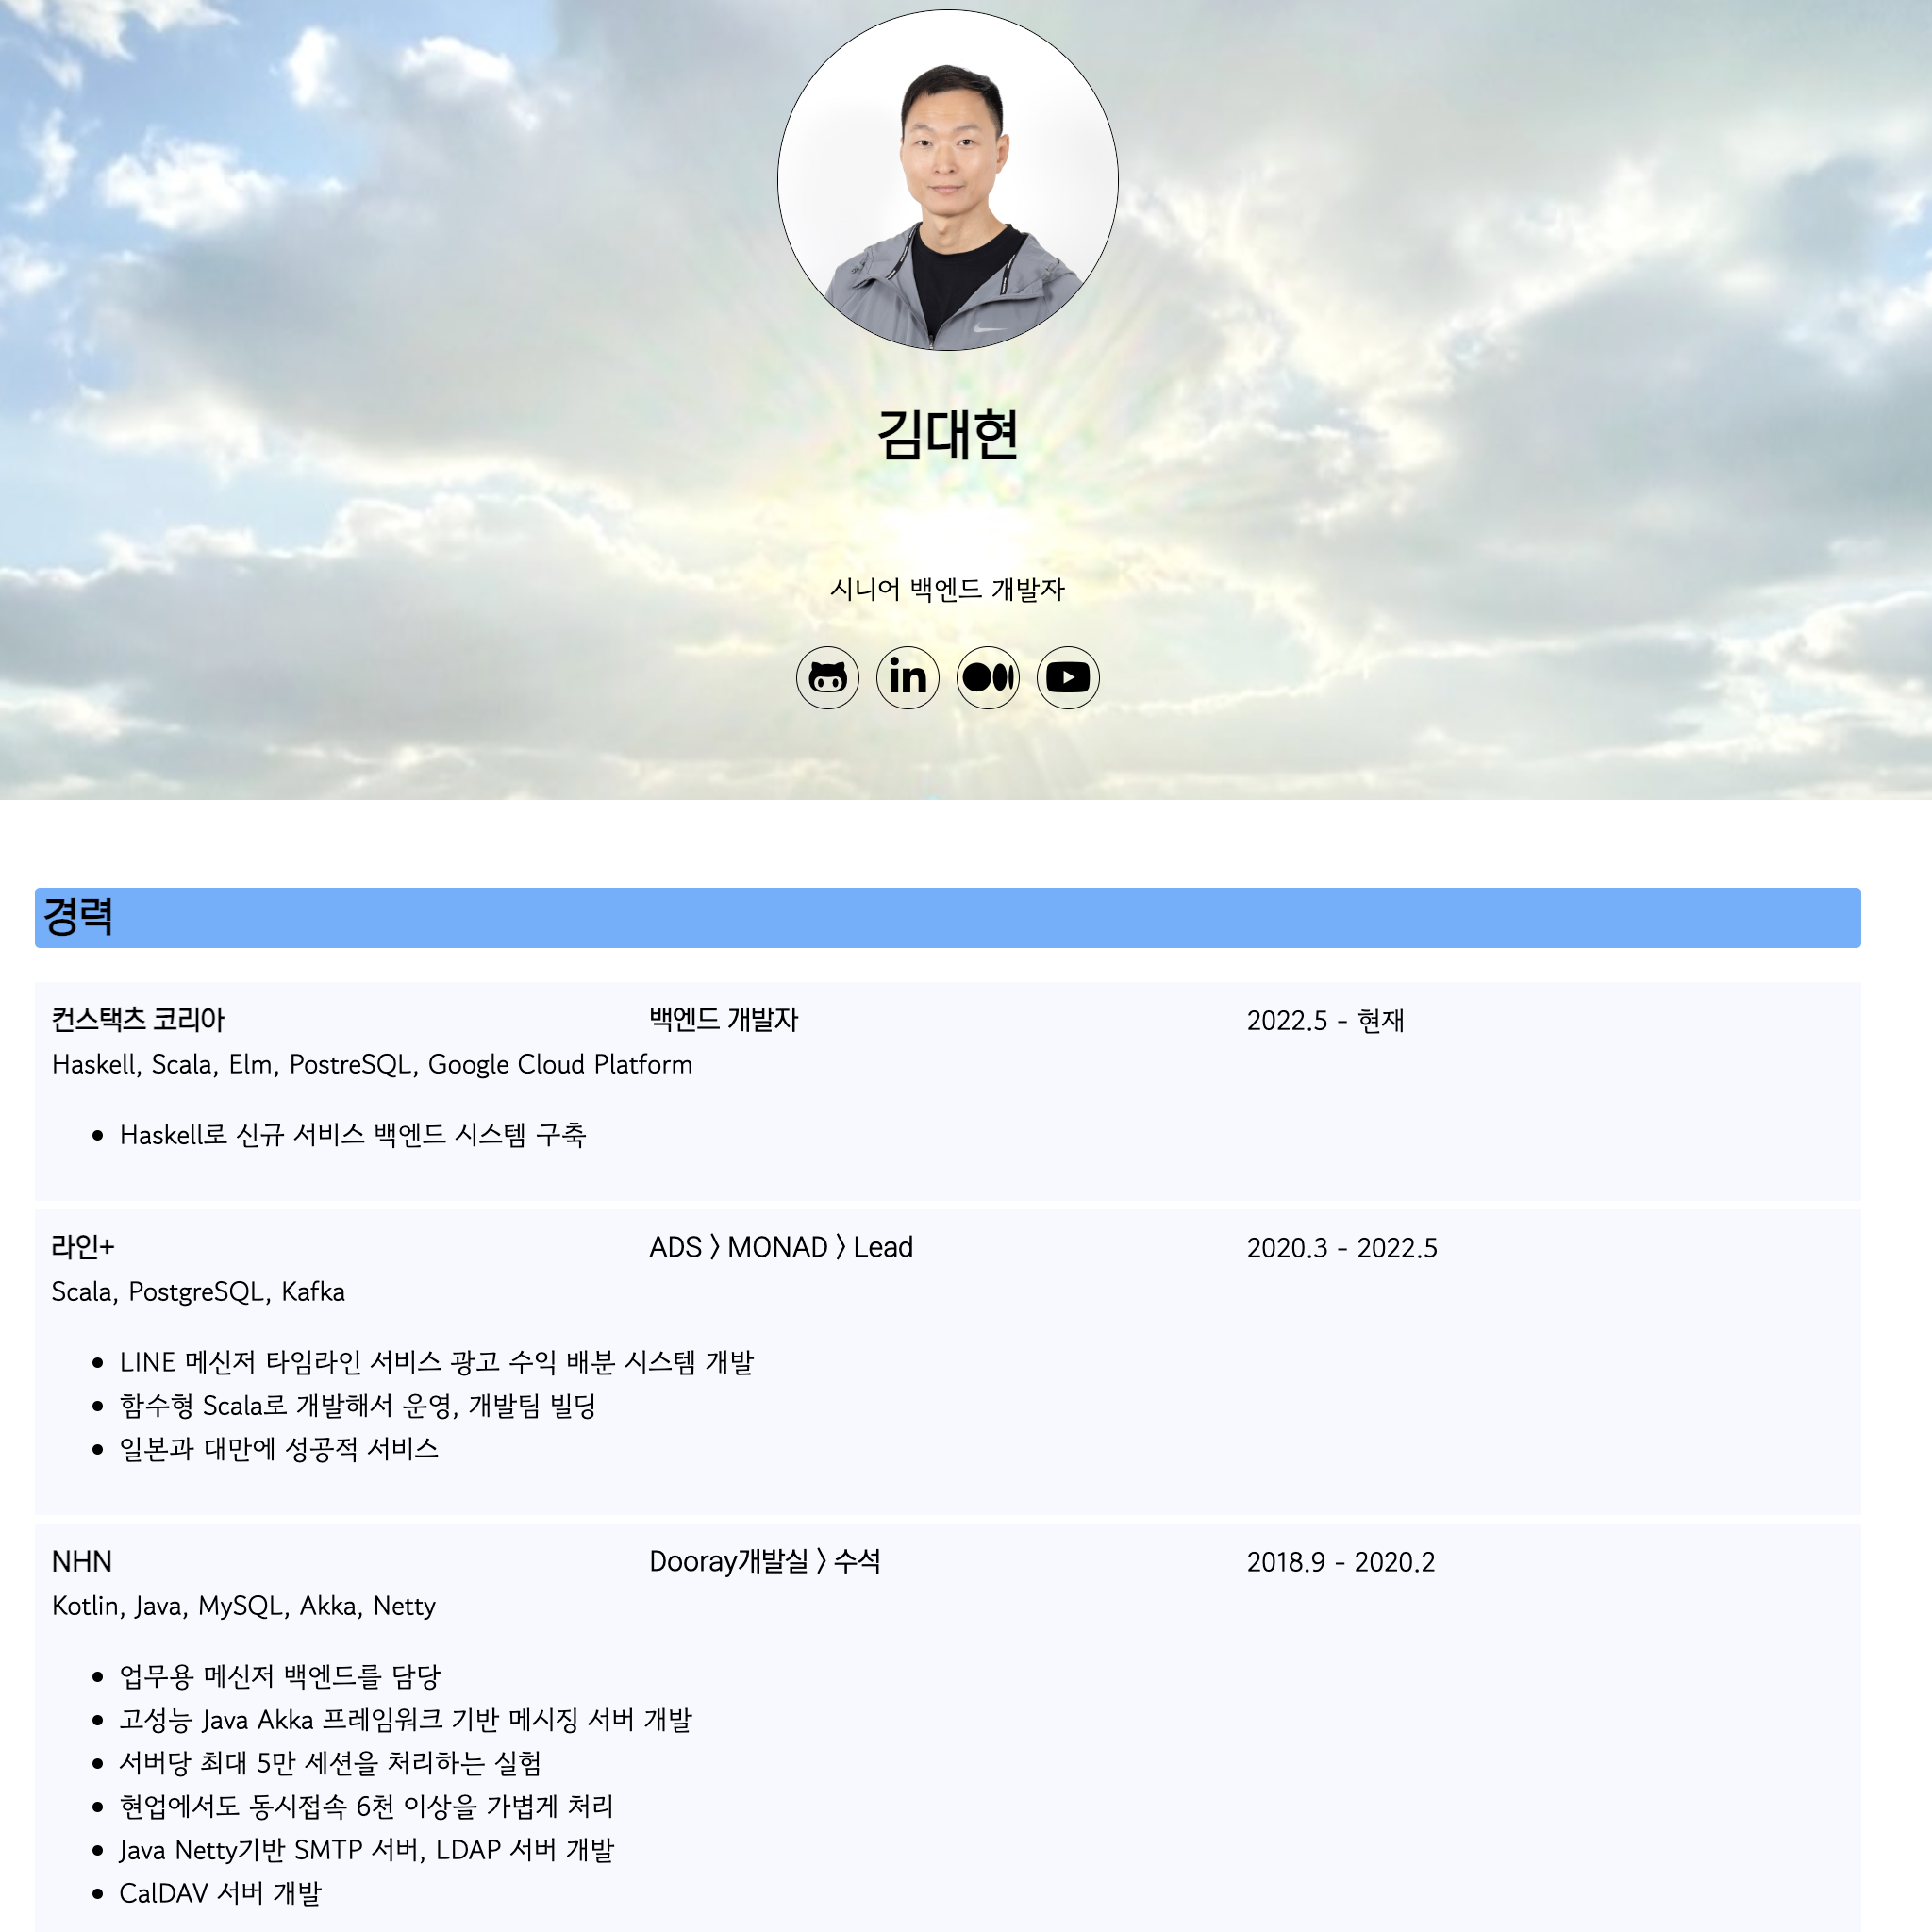 김대현
시니어 백엔드 개발자
in
경력
컨스택츠 코리아 백엔드 개발자 2022.5 - 현재
Haskell, Scala, Elm, PostreSQL, Google Cloud Platform
• Haskell로 신규 서비스 백엔드 시스템 구축
라인+ ADS > MONAD > Lead 2020.3 - 2022.5
Scala, PostgreSQL, Kafka
• LINE 메신저 타임라인 서비스 광고 수익 배분 시스템 개발
• 함수형 Scala로 개발해서 운영, 개발팀 빌딩
• 일본과 대만에 성공적 서비스
NHN Dooray개발실 > 수석 2018.9 - 2020.2
Kotlin, Java, MySQL, Akka, Netty
• 업무용 메신저 백엔드를 담당
• 고성능 Java Akka 프레임워크 기반 메시징 서버 개발
• 서버당 최대 5만 세션을 처리하는 실험
• 현업에서도 동시접속 6천 이상을 가볍게 처리
• Java Netty기반 SMTP 서버, LDAP 서버 개발
• CalDAV 서버 개발